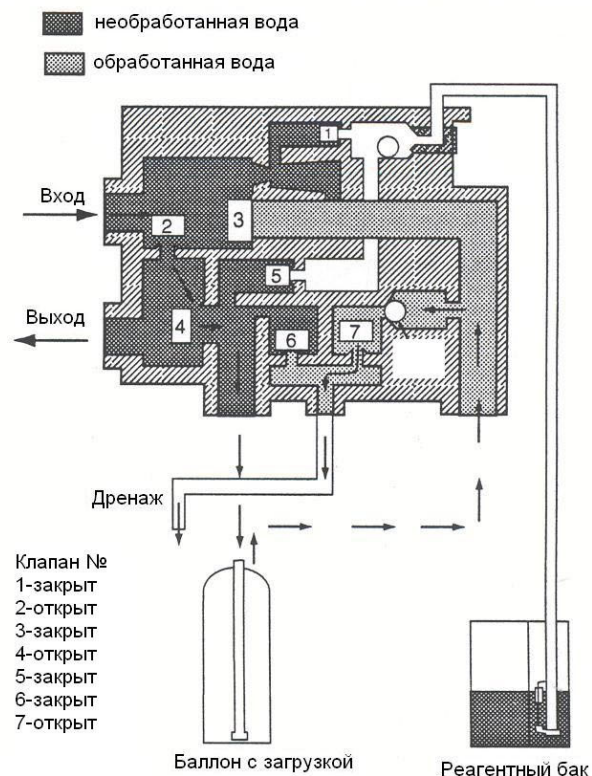 необработанная вода
обработанная вода
1
Вход
2
3
5
Выход
4
6
7
Дренаж
Клапан №
1-закрыт
2-открыт
3-закрыт
4-открыт
5-закрыт
6-закрыт
7-открыт
Баллон с загрузкой
Реагентный бак